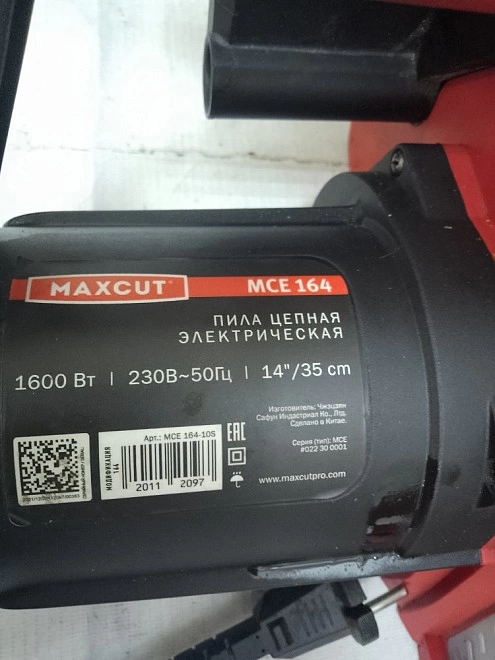 MAXCUT
MCE 164
ПИЛА ЦЕПНАЯ
ЭЛЕКТРИЧЕСКАЯ
1600 Вт | 230В~50Гц | 14"/35 cm
Изготовитель: Чжэцзян
Сафун Индастриал Ко., Лтд.
Сделано в Китае.
Серия (тип): MCE
#022 30 0001
www.maxcutpro.com
Арт.: MCE 164-105
МОДИФИКАЦИЯ
164
2011 2097
EAC